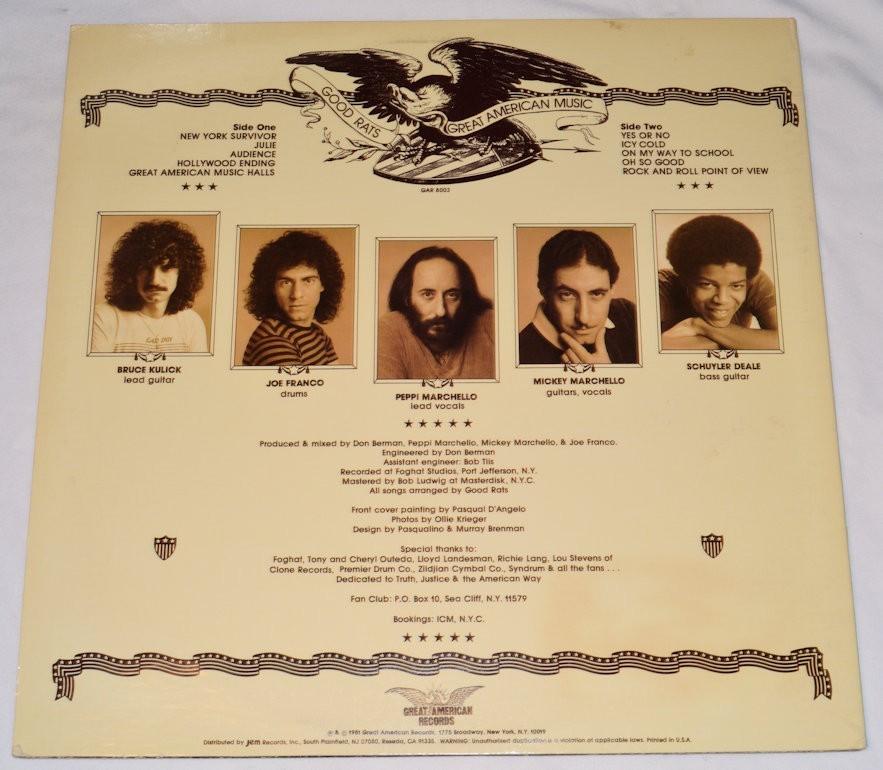 GOOD RATS
GREAT AMERICAN MUSIC
Side One
NEW YORK SURVIVOR
JULIE
AUDIENCE
HOLLYWOOD ENDING
GREAT AMERICAN MUSIC HALLS
Side Two
YES OR NO
ICY COLD
ON MY WAY TO SCHOOL
OH SO GOOD
ROCK AND ROLL POINT OF VIEW
GAR 8003
BRUCE KULICK
lead guitar
JOE FRANCO
drums
PEPPI MARCHELLO
lead vocals
MICKEY MARCHELLO
guitars, vocals
SCHUYLER DEALE
bass guitar
Produced & mixed by Don Berman, Peppi Marchello, Mickey Marchello, & Joe Franco.
Engineered by Don Berman
Assistant engineer: Bob Tiis
Recorded at Foghat Studios, Port Jefferson, N.Y.
Mastered by Bob Ludwig at Masterdisk, N.Y.C.
All songs arranged by Good Rats
Front cover painting by Pasqual D'Angelo
Photos by Ollie Krieger
Design by Pasqualino & Murray Brenman
Special thanks to:
Foghat, Tony and Cheryl Outeda, Lloyd Landesman, Richie Lang, Lou Stevens of
Clone Records, Premier Drum Co., Zildjian Cymbal Co., Syndrum & all the fans . . .
Dedicated to Truth, Justice & the American Way
Fan Club: P.O. Box 10, Sea Cliff, N.Y. 11579
Bookings: ICM, N.Y.C.
GREAT AMERICAN
RECORDS
℗ & © 1981 Great American Records, 1775 Broadway, New York, N.Y. 10019
Distributed by jem Records, Inc., South Plainfield, NJ 07080, Reseda, CA 91335. WARNING: Unauthorized duplication is a violation of applicable laws. Printed in U.S.A.